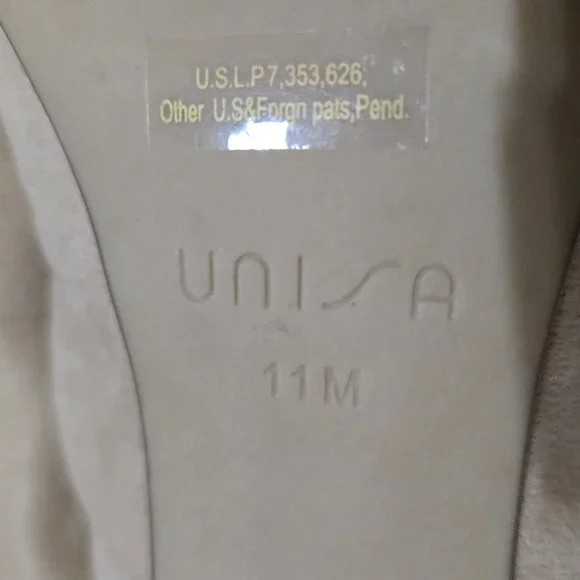 U.S.L.P7,353,626;
Other U.S&Forgn pats,Pend.
UNISA
11M